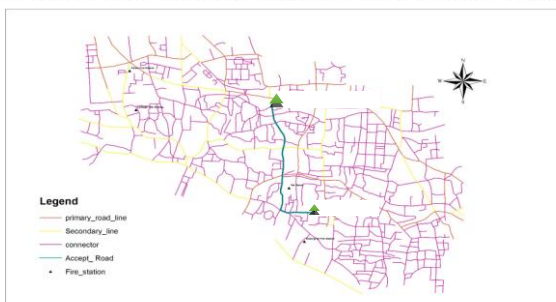 N
W
E
S
Legend
primary_road_line
Secondary_line
connector
Accept_ Road
Fire_station